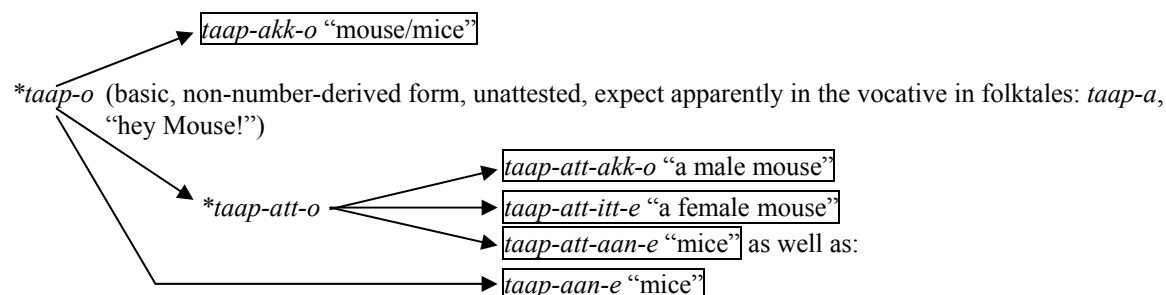 taap-akk-o “mouse/mice”
*taap-o (basic, non-number-derived form, unattested, expect apparently in the vocative in folktales: taap-a,
“hey Mouse!”)
taap-att-akk-o “a male mouse”
*taap-att-o taap-att-itt-e “a female mouse”
taap-att-aan-e “mice” as well as:
taap-aan-e “mice”